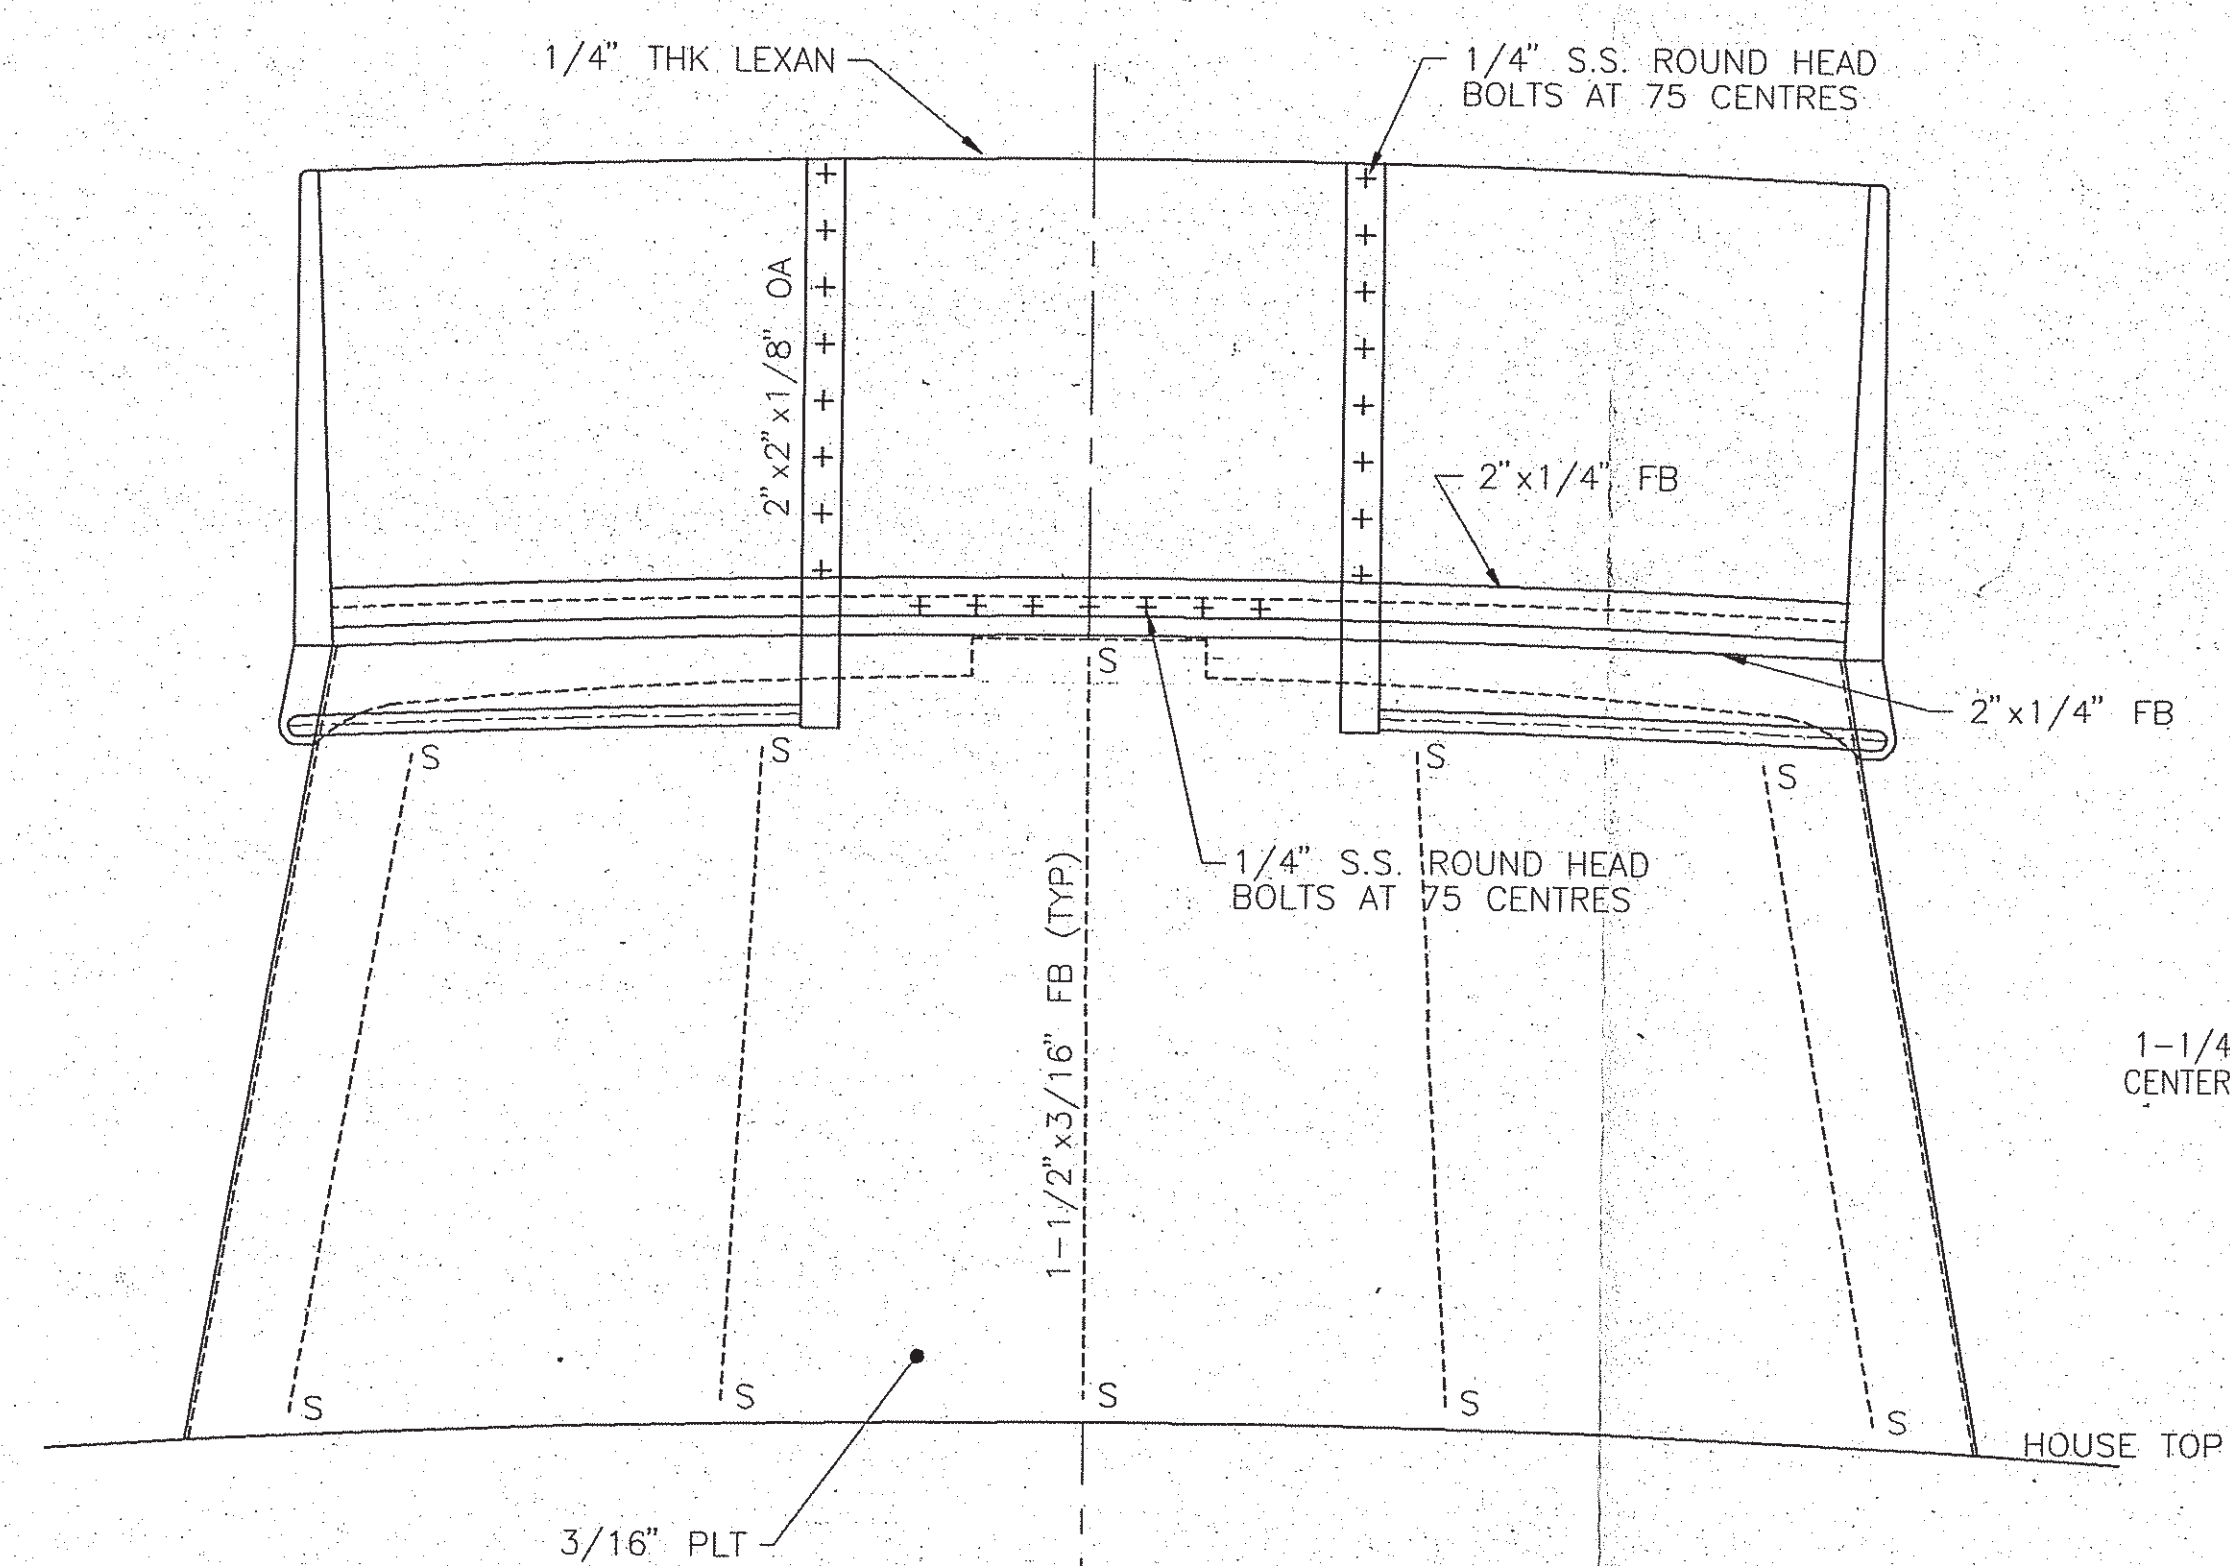 1/4" THK LEXAN
1/4" S.S. ROUND HEAD
BOLTS AT 75 CENTRES
2"x2"x1/8" OA
2"x1/4" FB
S
2"x1/4" FB
S
S
S
S
1/4" S.S. ROUND HEAD
BOLTS AT 75 CENTRES
1-1/2"x3/16" FB (TYP)
1-1/4
CENTER
S
S
S
S
S
HOUSE TOP
3/16" PLT